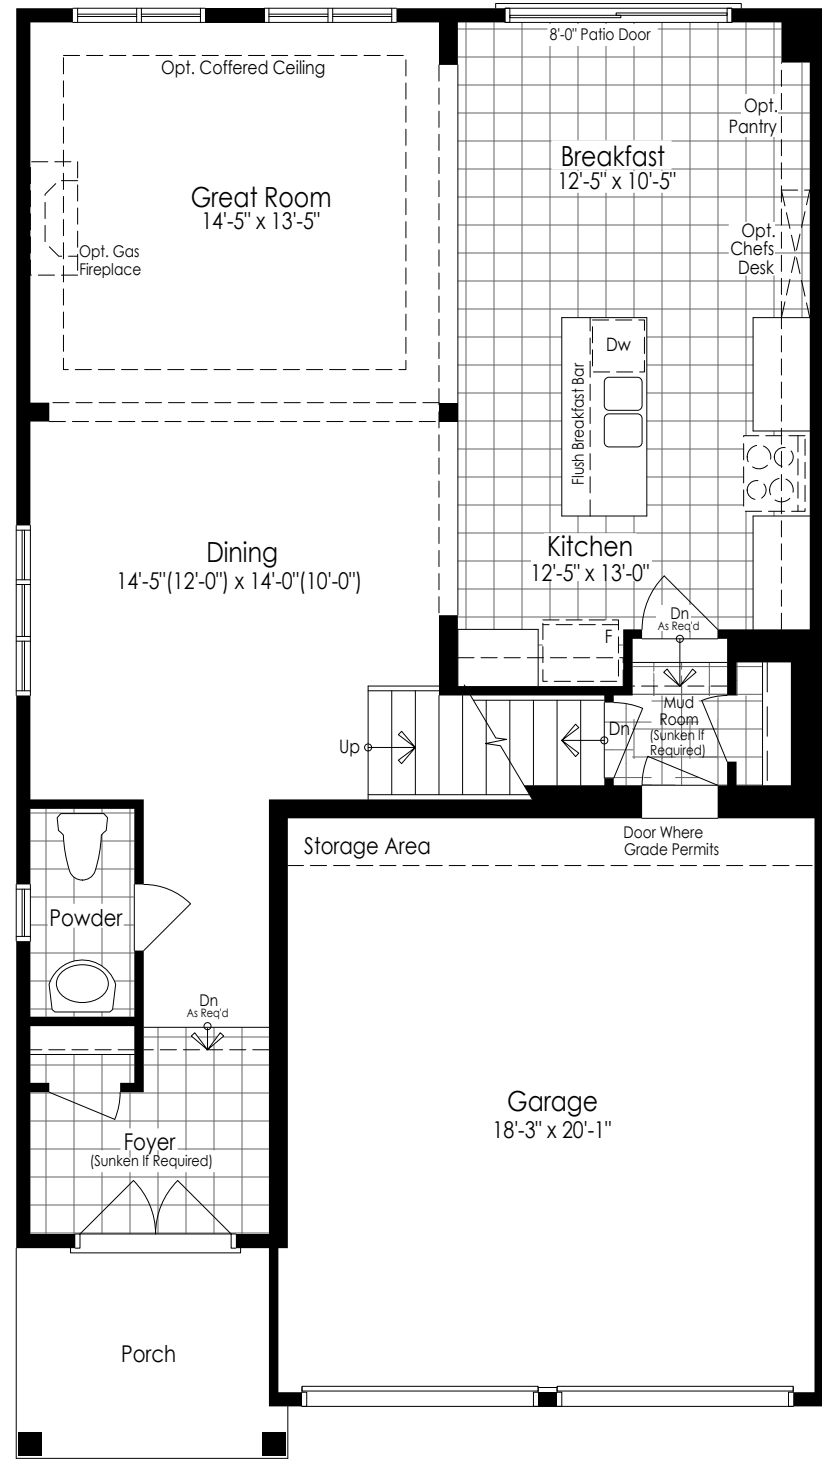 8'-0" Patio Door
Opt. Coffered Ceiling
Opt.
Pantry
Breakfast
12'-5" x 10'-5"
Great Room
14'-5" x 13'-5"
Opt.
Chefs
Desk
Opt. Gas
Fireplace
Dw
Flush Breakfast Bar
Kitchen
12'-5" x 13'-0"
Dining
14'-5"(12'-0") x 14'-0"(10'-0")
Dn
As Req'd
F
Mud
Room
(Sunken If
Required)
Dn
Up
Door Where
Grade Permits
Storage Area
Powder
Dn
As Req'd
Garage
18'-3" x 20'-1"
Foyer
(Sunken If Required)
Porch